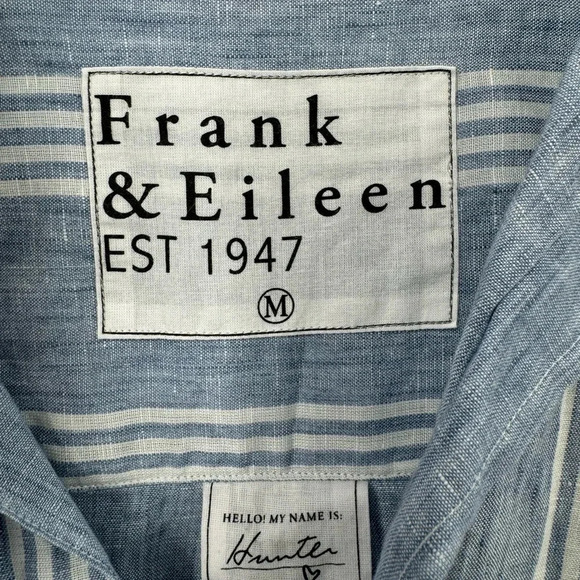 Frank
& Eileen
EST 1947
M
HELLO! MY NAME IS:
Hunter